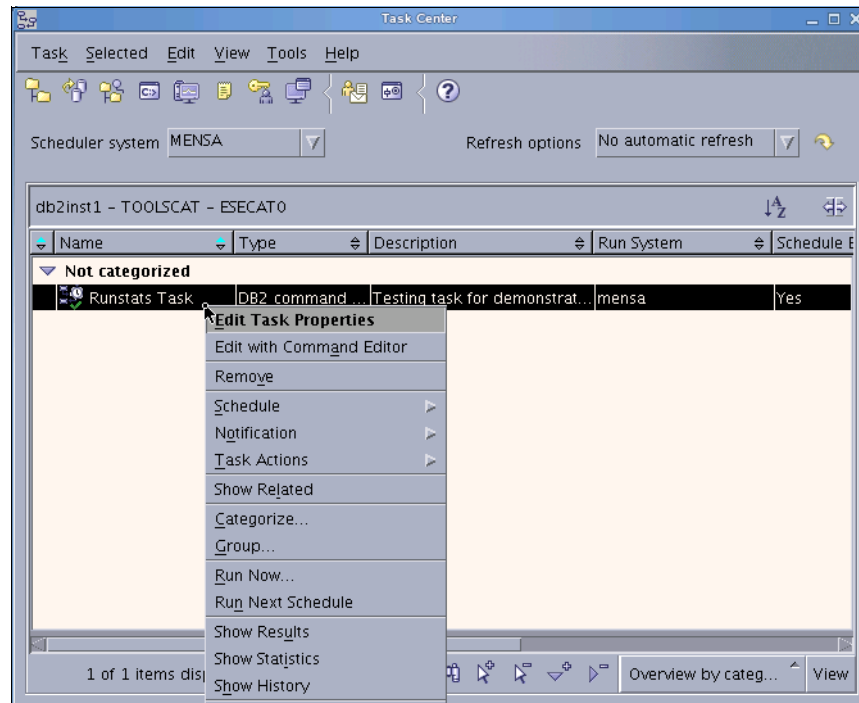 Task Center
Task Selected Edit View Tools Help
Scheduler system MENSA Refresh options No automatic refresh
db2inst1 - TOOLSCAT - ESECAT0
Name Type Description Run System Schedule E
Not categorized
Runstats Task DB2 command ... Testing task for demonstrat... mensa Yes
Edit Task Properties
Edit with Command Editor
Remove
Schedule
Notification
Task Actions
Show Related
Categorize...
Group...
Run Now...
Run Next Schedule
Show Results
Show Statistics
Show History
1 of 1 items disp Overview by categ... View